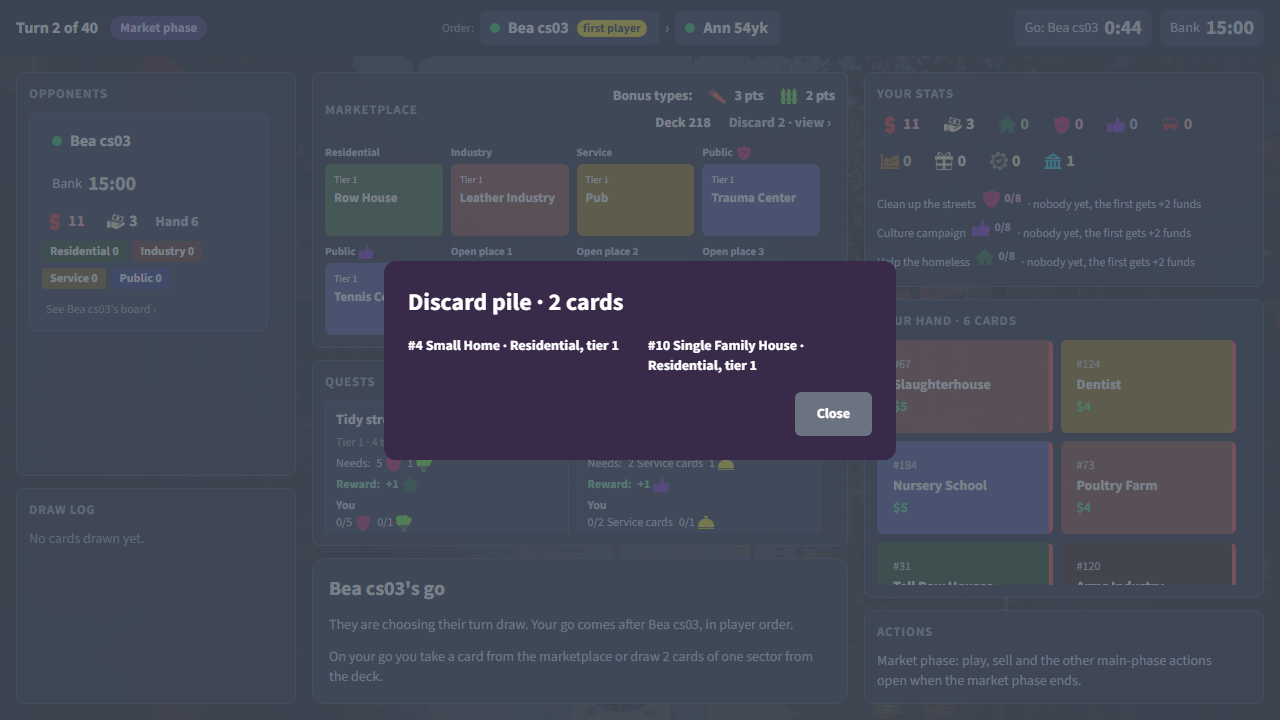 Turn 2 of 40
Market phase
Order:
Bea cs03
first player
›
Ann 54yk
Go: Bea cs03 0:44
Bank 15:00
OPPONENTS
Bea cs03
Bank 15:00
11
3
Hand 6
Residential 0
Industry 0
Service 0
Public 0
See Bea cs03's board ›
DRAW LOG
No cards drawn yet.
MARKETPLACE
Bonus types: 3 pts 2 pts
Deck 218 Discard 2 · view ›
Residential
Tier 1
Row House
Industry
Tier 1
Leather Industry
Service
Tier 1
Pub
Public
Tier 1
Trauma Center
Public
Tier 1
Tennis
Open place 1
Open place 2
Open place 3
Discard pile · 2 cards
#4 Small Home · Residential, tier 1
#10 Single Family House ·
Residential, tier 1
Close
QUESTS
Tidy
Tier 1 · 4
Needs: 5 1
Reward: +1
You
0/5 0/1
Needs: 2 Service cards 1
Reward: +1
You
0/2 Service cards 0/1
Bea cs03's go
They are choosing their turn draw. Your go comes after Bea cs03, in player order.
On your go you take a card from the marketplace or draw 2 cards of one sector from
the deck.
YOUR STATS
11 3 0 0 0 0
0 0 0 1
Clean up the streets 0/8 · nobody yet, the first gets +2 funds
Culture campaign 0/8 · nobody yet, the first gets +2 funds
Help the homeless 0/8 · nobody yet, the first gets +2 funds
HAND · 6 CARDS
#67
Slaughterhouse
$5
#124
Dentist
$4
#184
Nursery School
$5
#73
Poultry Farm
$4
#31
#120
ACTIONS
Market phase: play, sell and the other main-phase actions
open when the market phase ends.